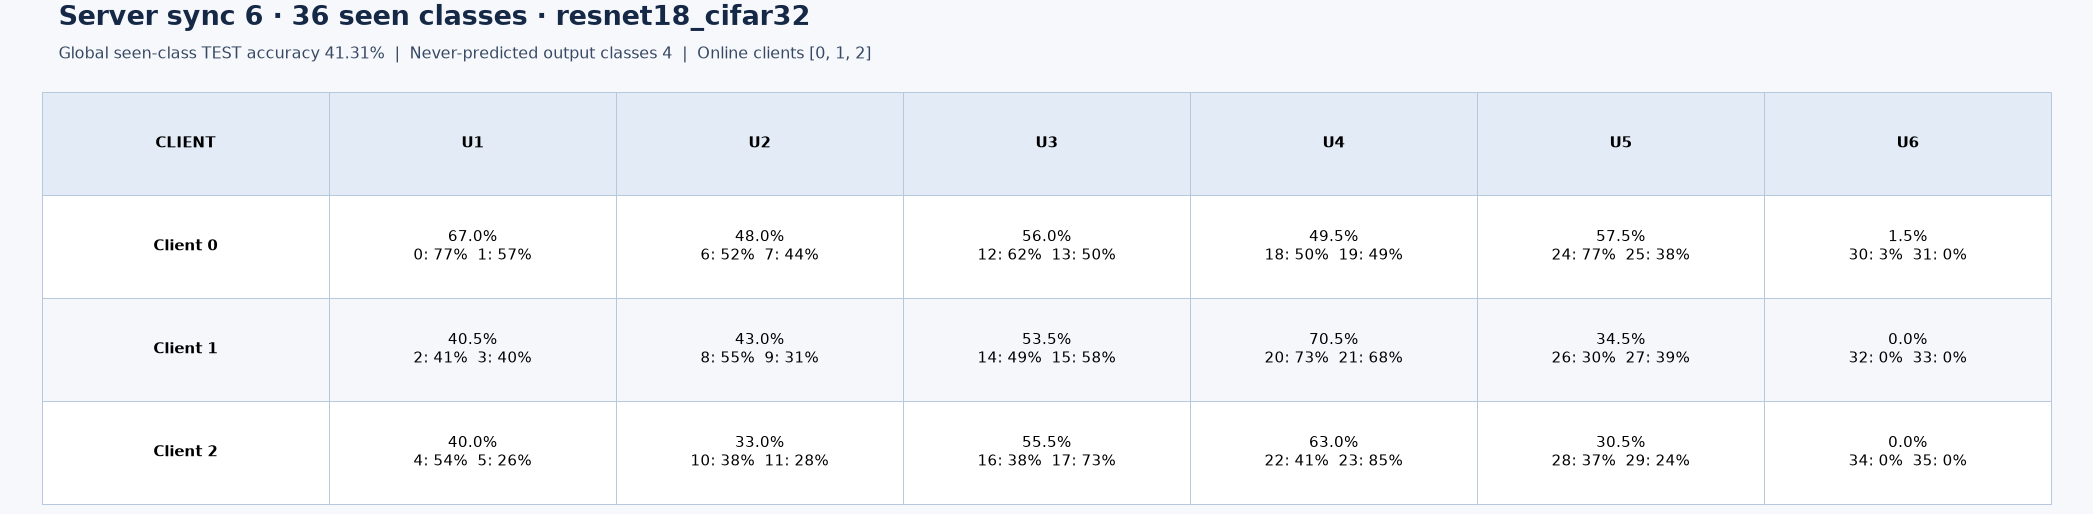 Server sync 6 · 36 seen classes · resnet18_cifar32
Global seen-class TEST accuracy 41.31% | Never-predicted output classes 4 | Online clients [0, 1, 2]
CLIENT U1 U2 U3 U4 U5 U6
Client 0
67.0% 48.0% 56.0% 49.5% 57.5% 1.5%
0: 77% 1: 57% 6: 52% 7: 44% 12: 62% 13: 50% 18: 50% 19: 49% 24: 77% 25: 38% 30: 3% 31: 0%
Client 1
40.5% 43.0% 53.5% 70.5% 34.5% 0.0%
2: 41% 3: 40% 8: 55% 9: 31% 14: 49% 15: 58% 20: 73% 21: 68% 26: 30% 27: 39% 32: 0% 33: 0%
Client 2
40.0% 33.0% 55.5% 63.0% 30.5% 0.0%
4: 54% 5: 26% 10: 38% 11: 28% 16: 38% 17: 73% 22: 41% 23: 85% 28: 37% 29: 24% 34: 0% 35: 0%